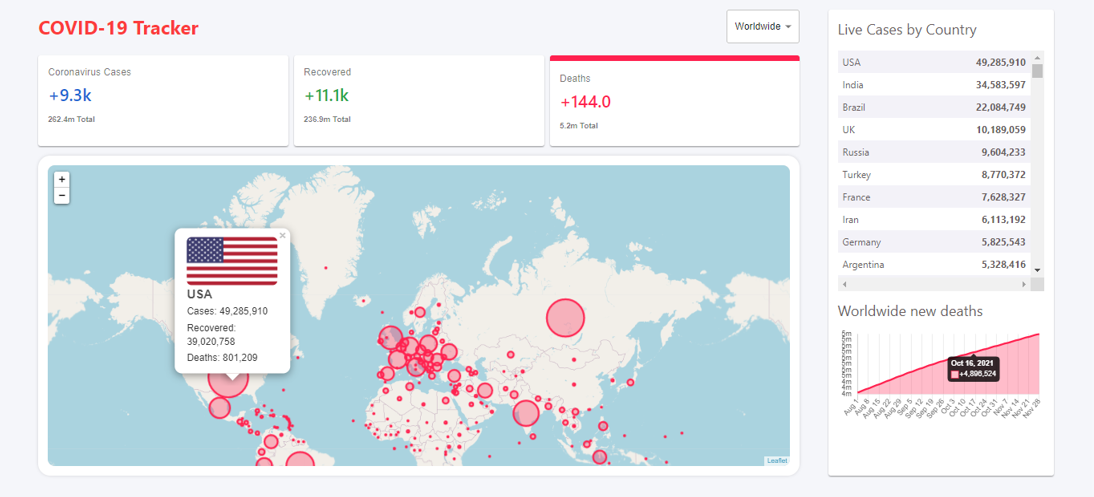 COVID-19 Tracker
Worldwide
Coronavirus Cases
+9.3k
262.4m Total
Recovered
+11.1k
236.9m Total
Deaths
+144.0
5.2m Total
+
−
×
USA
Cases: 49,285,910
Recovered:
39,020,758
Deaths: 801,209
Leaflet
Live Cases by Country
USA 49,285,910
India 34,583,597
Brazil 22,084,749
UK 10,189,059
Russia 9,604,233
Turkey 8,770,372
France 7,628,327
Iran 6,113,192
Germany 5,825,543
Argentina 5,328,416
Worldwide new deaths
5m
5m
5m
5m
5m
5m
5m
4m
4m
4m
Oct 16, 2021
+4,898,524
Aug 1
Aug 8
Aug 15
Aug 22
Aug 29
Sep 5
Sep 12
Sep 19
Sep 26
Oct 3
Oct 10
Oct 17
Oct 24
Oct 31
Nov 7
Nov 14
Nov 21
Nov 28